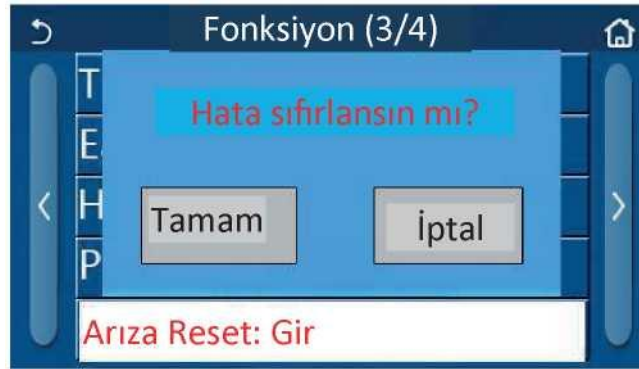 Fonksiyon (3/4)
T
E
H
P
Hata sıfırlansın mı?
Tamam
İptal
Arıza Reset: Gir